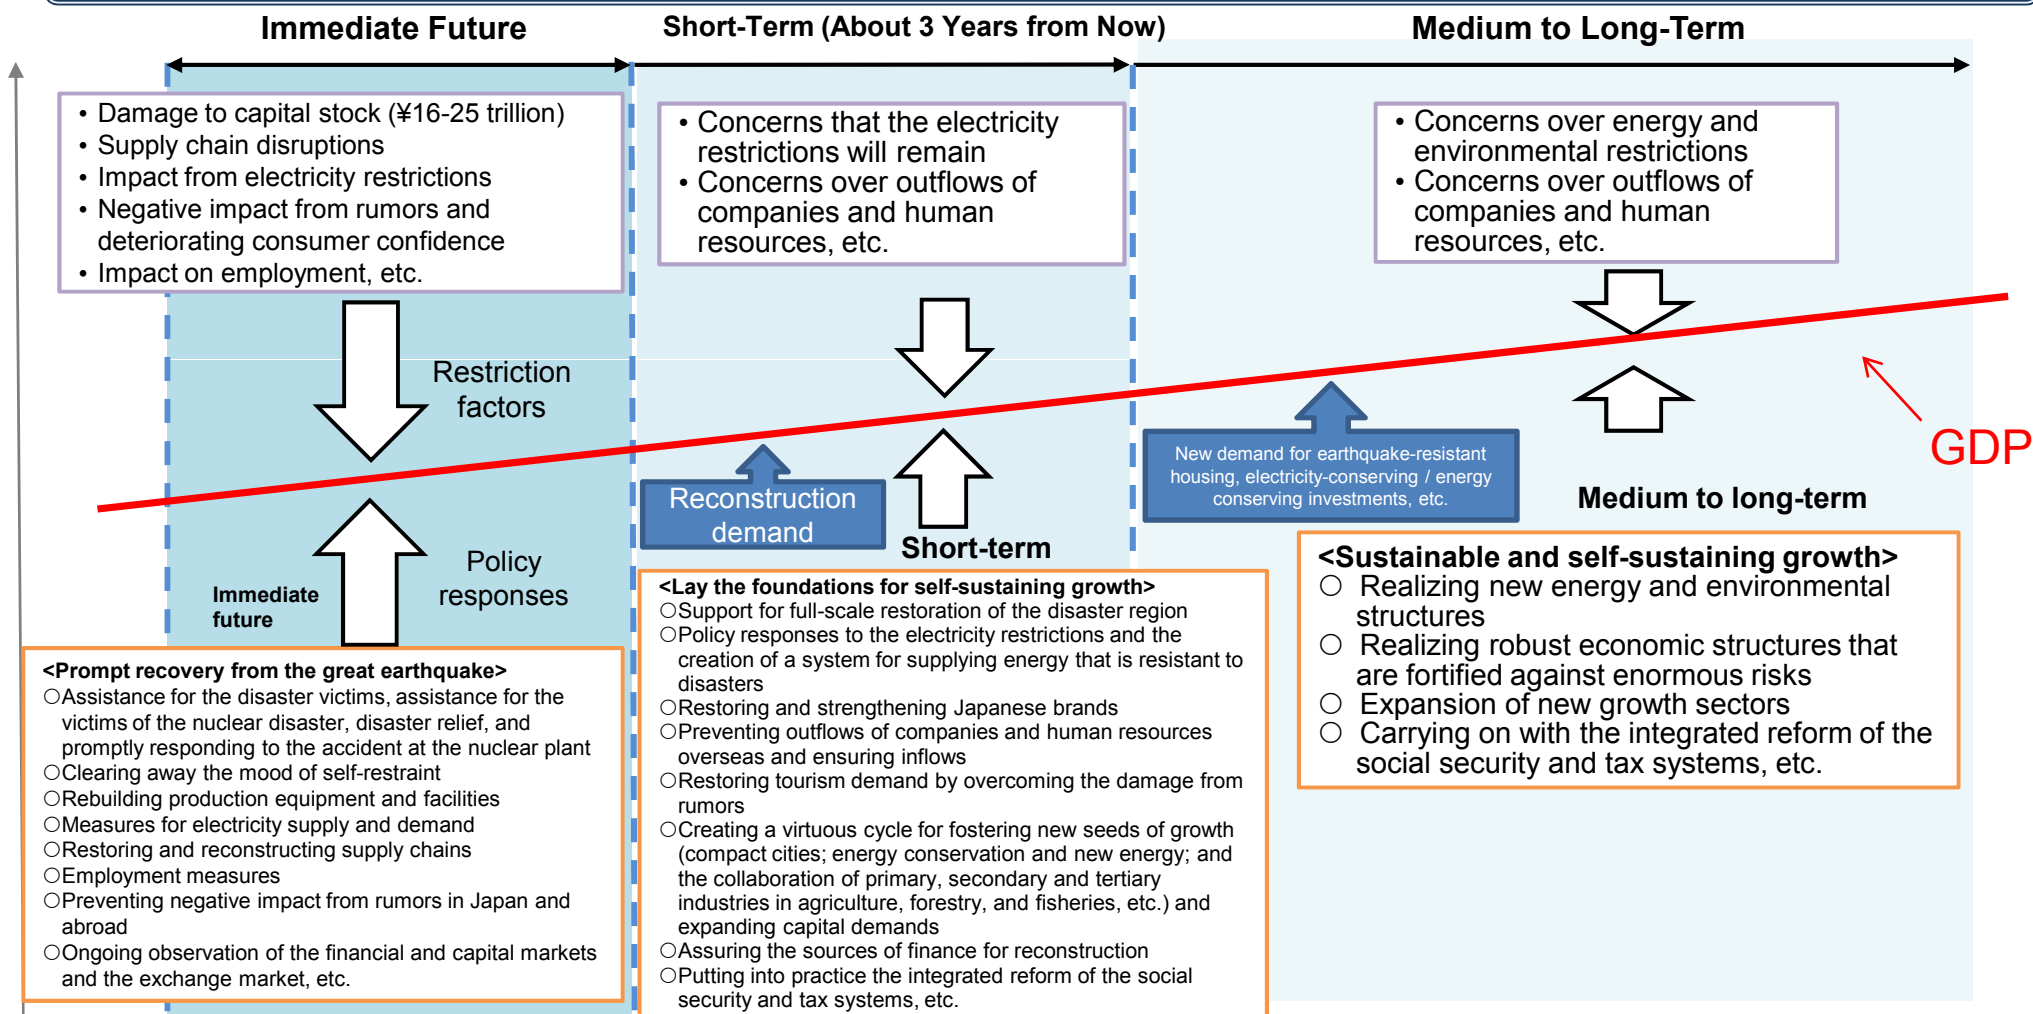 Immediate Future
Short-Term (About 3 Years from Now)
Medium to Long-Term
• Damage to capital stock (¥16-25 trillion)
• Supply chain disruptions
• Impact from electricity restrictions
• Negative impact from rumors and
deteriorating consumer confidence
• Impact on employment, etc.
• Concerns that the electricity
restrictions will remain
• Concerns over outflows of
companies and human
resources, etc.
• Concerns over energy and
environmental restrictions
• Concerns over outflows of
companies and human
resources, etc.
Restriction
factors
GDP
Reconstruction
demand
New demand for earthquake-resistant
housing, electricity-conserving / energy
conserving investments, etc.
Policy
responses
Immediate
future
Short-term
Medium to long-term
<Prompt recovery from the great earthquake>
○Assistance for the disaster victims, assistance for the
victims of the nuclear disaster, disaster relief, and
promptly responding to the accident at the nuclear plant
○Clearing away the mood of self-restraint
○Rebuilding production equipment and facilities
○Measures for electricity supply and demand
○Restoring and reconstructing supply chains
○Employment measures
○Preventing negative impact from rumors in Japan and
abroad
○Ongoing observation of the financial and capital markets
and the exchange market, etc.
<Lay the foundations for self-sustaining growth>
○Support for full-scale restoration of the disaster region
○Policy responses to the electricity restrictions and the
creation of a system for supplying energy that is resistant to
disasters
○Restoring and strengthening Japanese brands
○Preventing outflows of companies and human resources
overseas and ensuring inflows
○Restoring tourism demand by overcoming the damage from
rumors
○Creating a virtuous cycle for fostering new seeds of growth
(compact cities; energy conservation and new energy; and
the collaboration of primary, secondary and tertiary
industries in agriculture, forestry, and fisheries, etc.) and
expanding capital demands
○Assuring the sources of finance for reconstruction
○Putting into practice the integrated reform of the social
security and tax systems, etc.
<Sustainable and self-sustaining growth>
○ Realizing new energy and environmental
structures
○ Realizing robust economic structures that
are fortified against enormous risks
○ Expansion of new growth sectors
○ Carrying on with the integrated reform of the
social security and tax systems, etc.